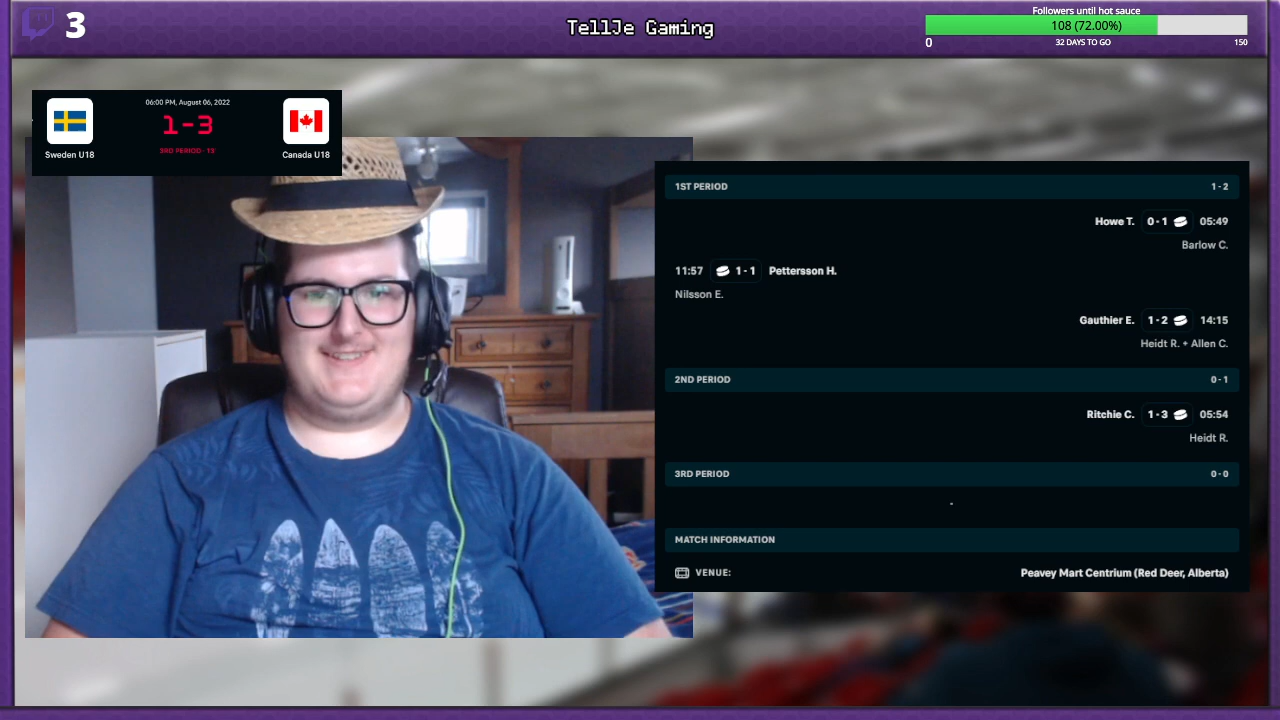 3
TellJe Gaming
Followers until hot sauce
108 (72.00%)
0
32 DAYS TO GO
150
06:00 PM, August 06, 2022
1-3
3RD PERIOD - 15'
Sweden U18
Canada U18
1ST PERIOD 1 - 2
Howe T. 0 - 1 05:49
Barlow C.
11:57 1 - 1 Pettersson H.
Nilsson E.
Gauthier E. 1 - 2 14:15
Heidt R. + Allen C.
2ND PERIOD 0 - 1
Ritchie C. 1 - 3 05:54
Heidt R.
3RD PERIOD 0 - 0
-
MATCH INFORMATION
VENUE: Peavey Mart Centrium (Red Deer, Alberta)